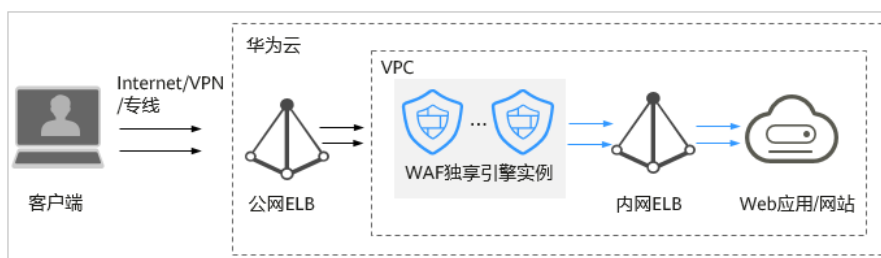 华为云
VPC
Internet/VPN
/专线
...
WAF独享引擎实例
客户端
公网ELB
内网ELB
Web应用/网站